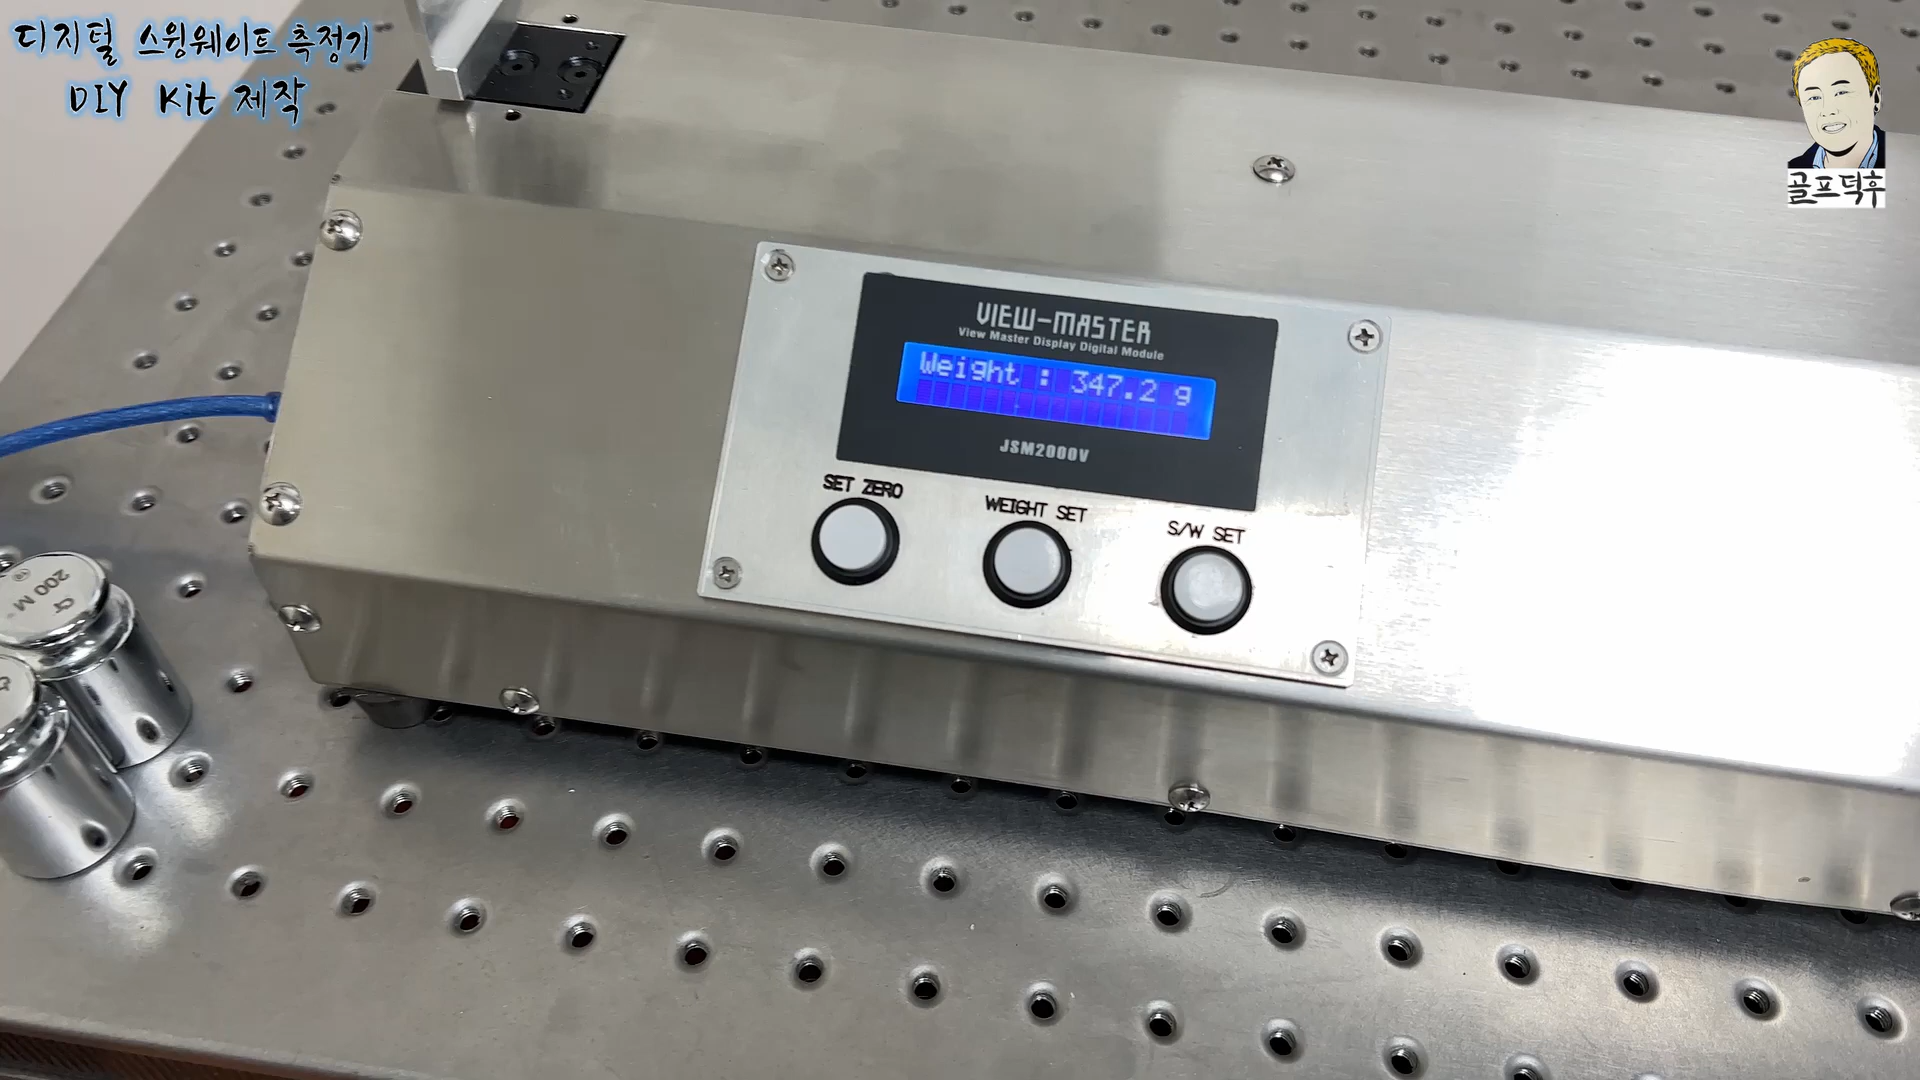 디지털 스윙웨이트 측정기
DIY Kit 제작
골프덕후
VIEW-MASTER
View Master Display Digital Module
Weight : 347.2 g
JSM2000V
SET ZERO
WEIGHT SET
S/W SET
200